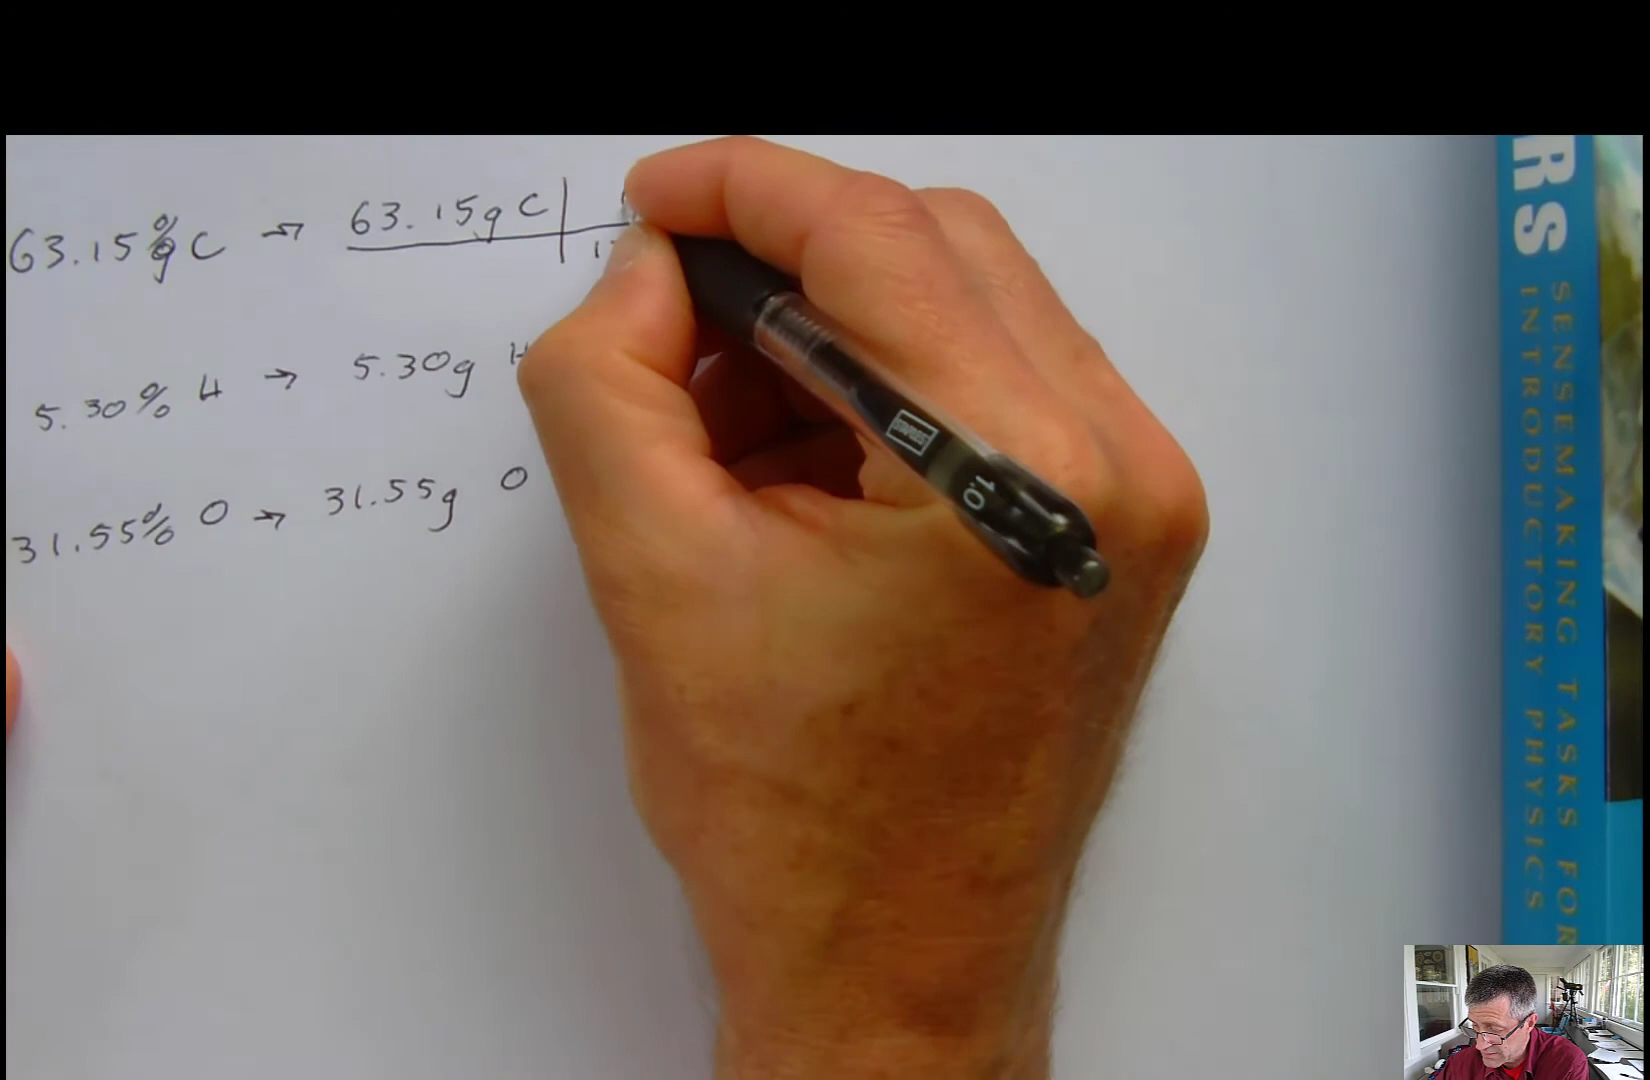 63.15% C → 63.15g C
5.30% H → 5.30g H
31.55% O → 31.55g O
1.0
RS
SENSEMAKING TASKS FOR
INTRODUCTORY PHYSICS